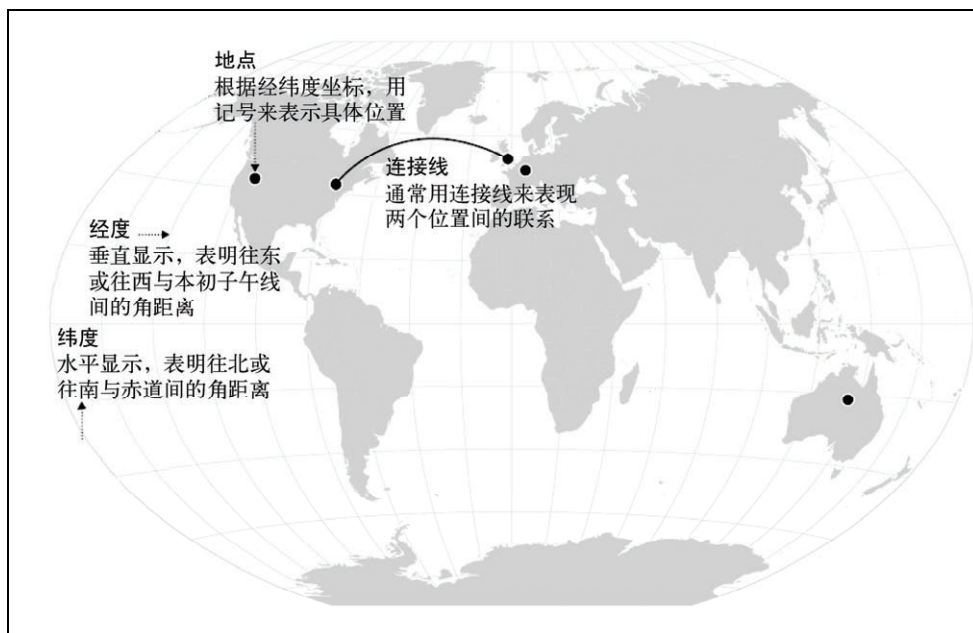 地点
根据经纬度坐标，用
记号来表示具体位置
连接线
通常用连接线来表现
两个位置间的联系
经度
垂直显示，表明往东
或往西与本初子午线
间的角距离
纬度
水平显示，表明往北或
往南与赤道间的角距离